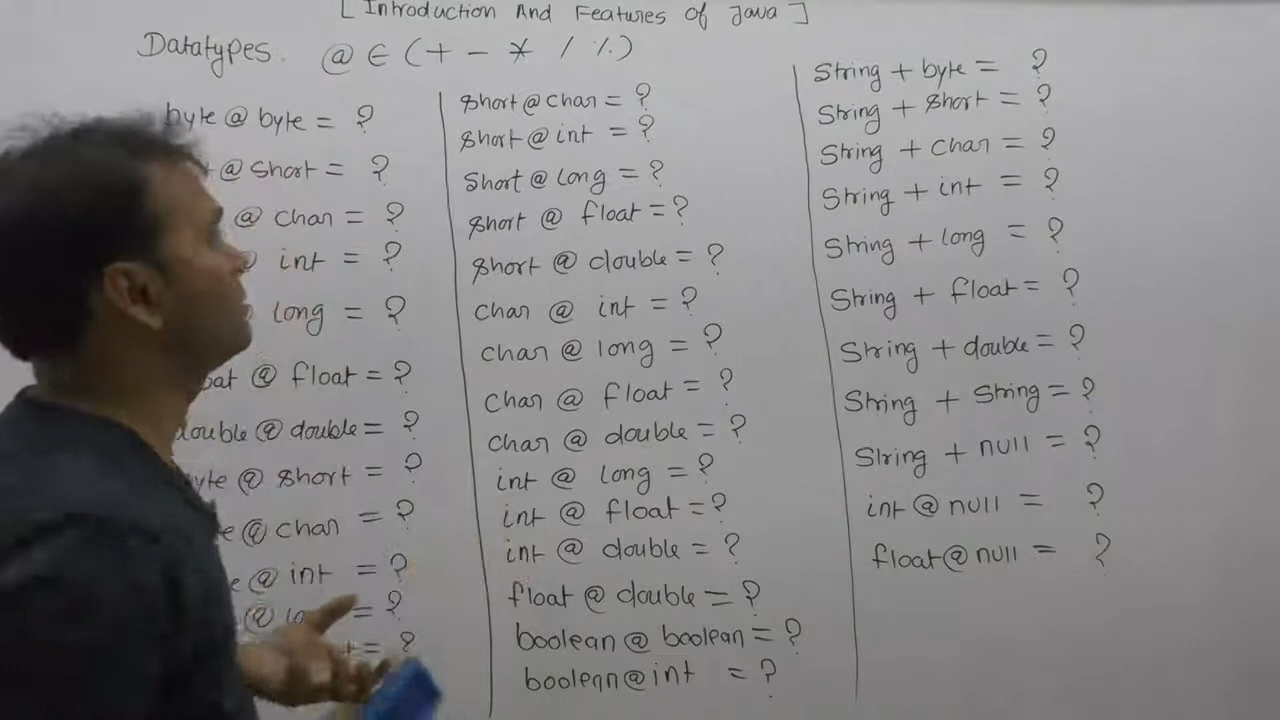 [ Introduction And Features of Java ]
Datatypes. @ ∈ (+ - * / %)
byte @ byte = ?
@ short = ?
@ char = ?
int = ?
long = ?
@ float = ?
double @ double = ?
@ short = ?
@ char = ?
@ int = ?
@ = ?
= ?
short @ char = ?
short @ int = ?
short @ long = ?
short @ float = ?
short @ double = ?
char @ int = ?
char @ long = ?
char @ float = ?
char @ double = ?
int @ long = ?
int @ float = ?
int @ double = ?
float @ double = ?
boolean @ boolean = ?
boolean @ int = ?
String + byte = ?
String + short = ?
String + char = ?
String + int = ?
String + long = ?
String + float = ?
String + double = ?
String + String = ?
String + null = ?
int @ null = ?
float @ null = ?